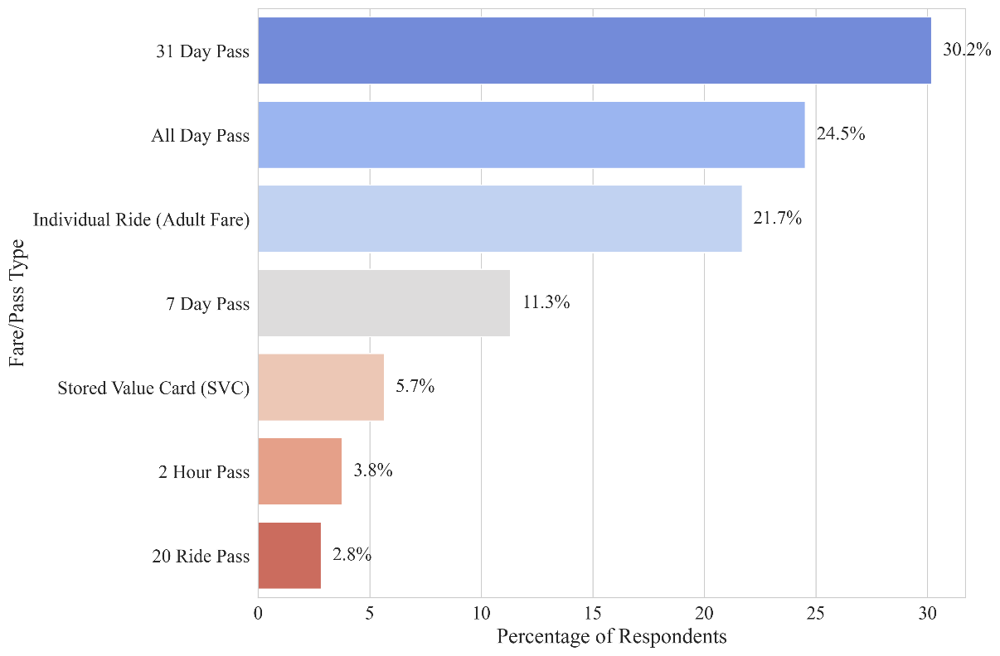 31 Day Pass
30.2%
All Day Pass
24.5%
Individual Ride (Adult Fare)
21.7%
7 Day Pass
11.3%
Stored Value Card (SVC)
5.7%
2 Hour Pass
3.8%
20 Ride Pass
2.8%
Fare/Pass Type
0 5 10 15 20 25 30
Percentage of Respondents